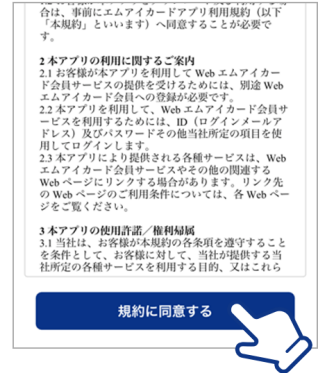 合は、事前にエムアイカードアプリ利用規約（以下
「本規約」といいます）へ同意することが必要で
す。
2 本アプリの利用に関するご案内
2.1 お客様が本アプリを利用して Web エムアイカー
ド会員サービスの提供を受けるためには、別途 Web
エムアイカード会員への登録が必要です。
2.2 本アプリを利用して、Web エムアイカード会員サ
ービスを利用するためには、ID（ログインメールア
ドレス）及びパスワードその他当社所定の項目を使
用してログインします。
2.3 本アプリにより提供される各種サービスは、Web
エムアイカード会員サービスやその他の関連する
Web ページにリンクする場合があります。リンク先
の Web ページのご利用条件については、各 Web ペー
ジをご覧ください。
3 本アプリの使用許諾／権利帰属
3.1 当社は、お客様が本規約の各条項を遵守すること
を条件として、お客様に対して、当社が提供する当
社所定の各種サービスを利用する目的、又はこれら
規約に同意する